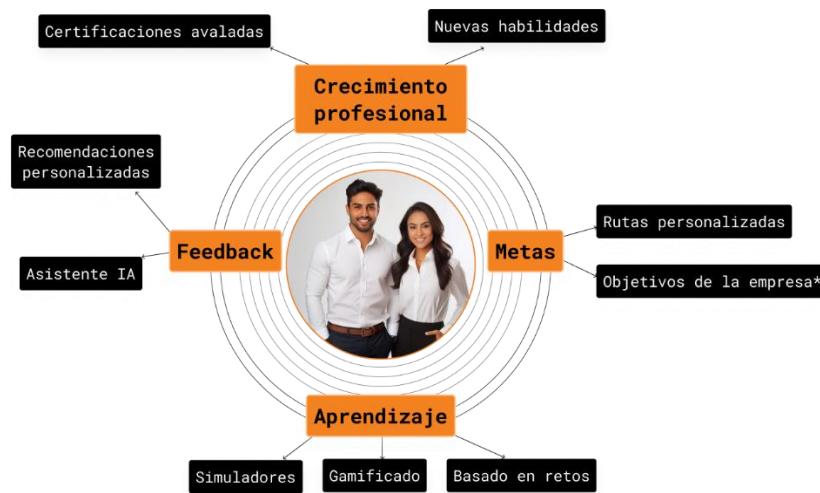 Certificaciones avaladas
Nuevas habilidades
Crecimiento
profesional
Recomendaciones
personalizadas
Rutas personalizadas
Feedback
Metas
Asistente IA
Objetivos de la empresa*
Aprendizaje
Simuladores
Gamificado
Basado en retos